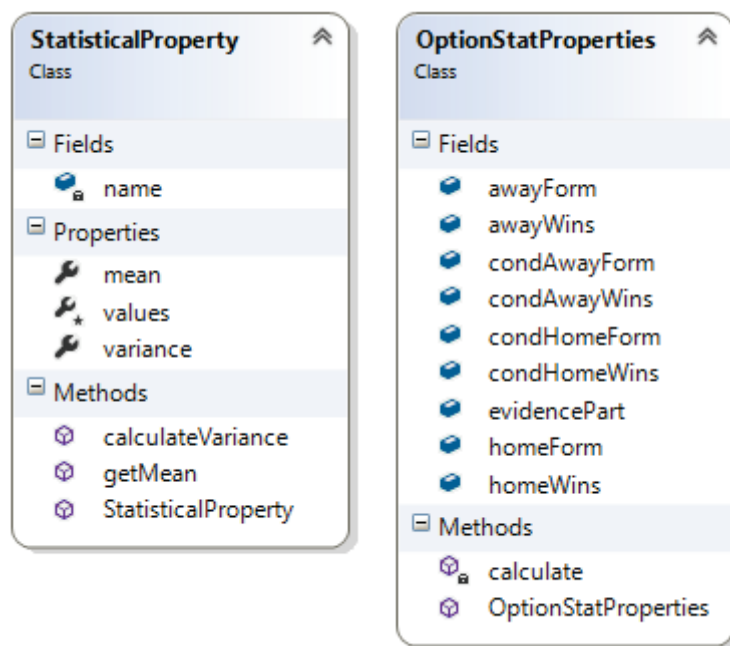 StatisticalProperty
Class
Fields
name
Properties
mean
values
variance
Methods
calculateVariance
getMean
StatisticalProperty
OptionStatProperties
Class
Fields
awayForm
awayWins
condAwayForm
condAwayWins
condHomeForm
condHomeWins
evidencePart
homeForm
homeWins
Methods
calculate
OptionStatProperties